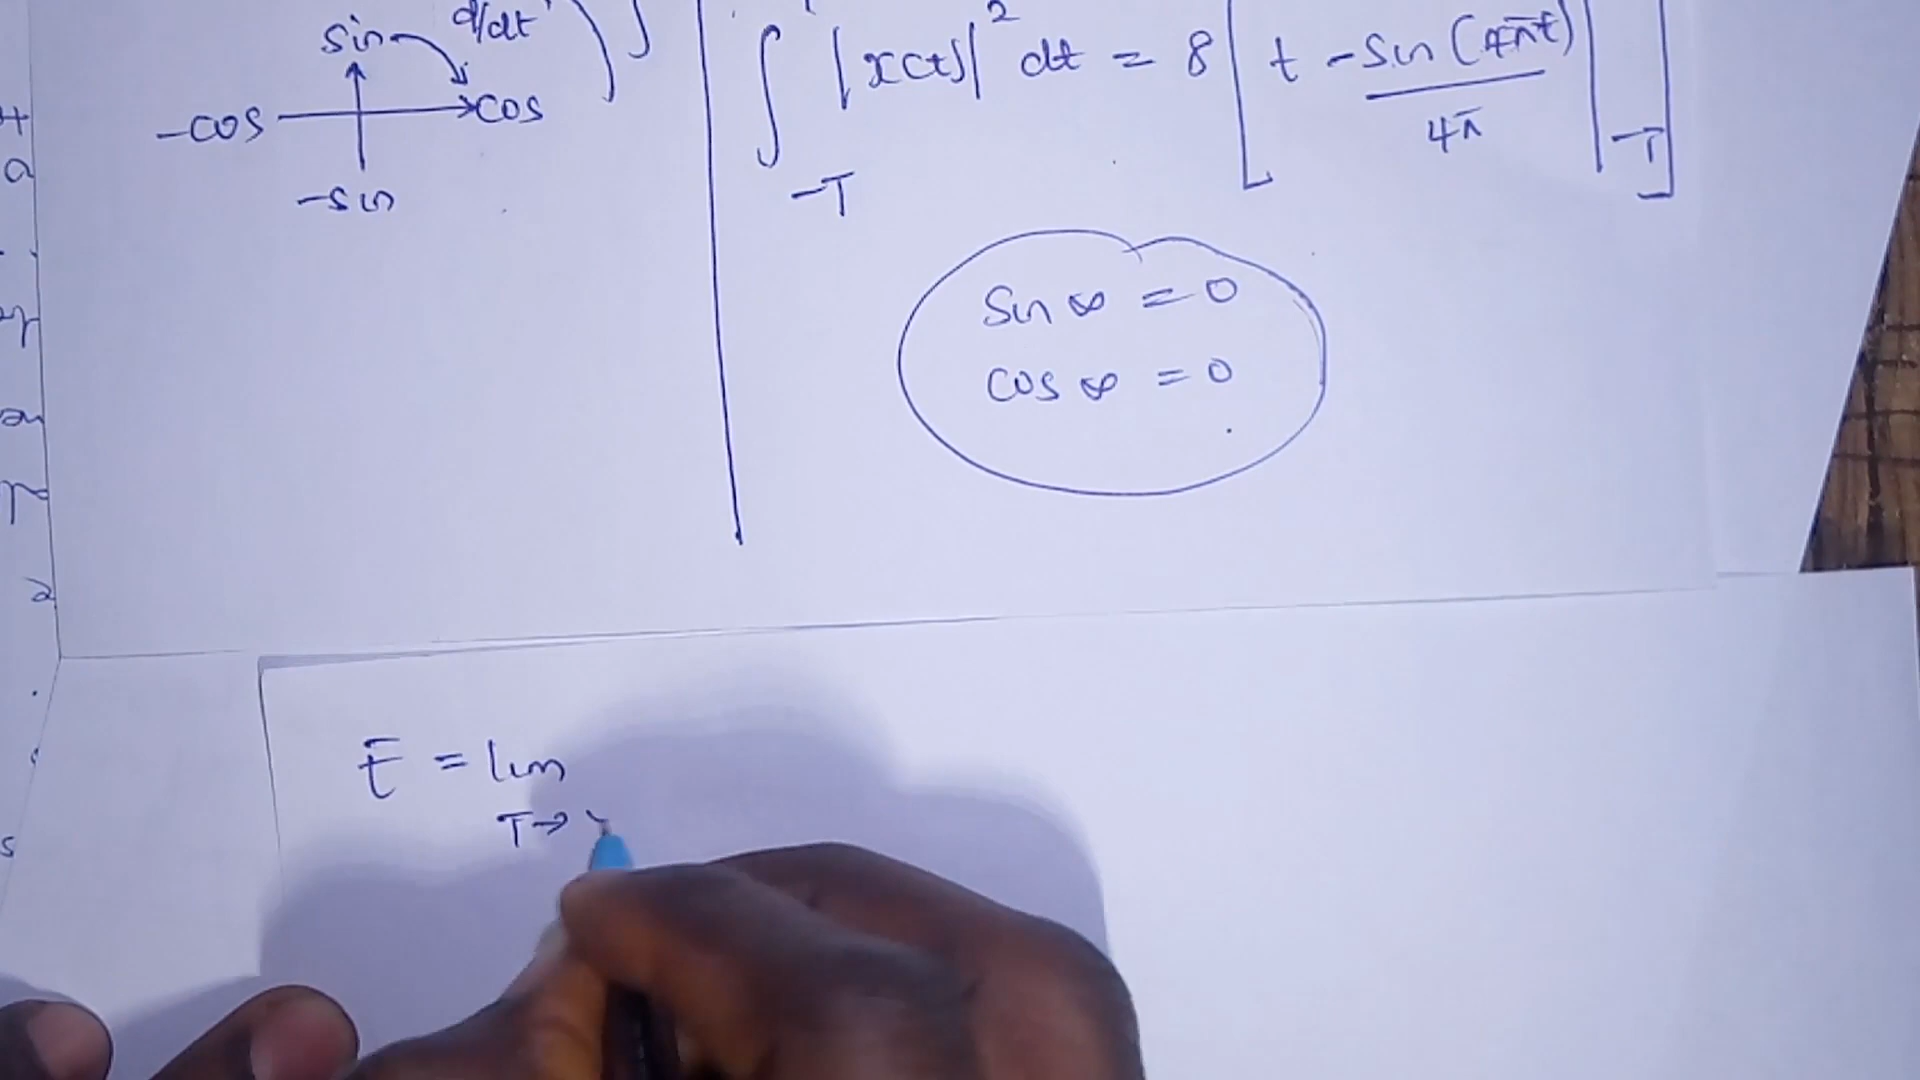 sin d/dt
-cos cos
-sin
∫ |x(t)|² dt = 8 [ t - sin(4πt)
4π
-T
-T ]
sin ∞ = 0
cos ∞ = 0
E = lim
T →